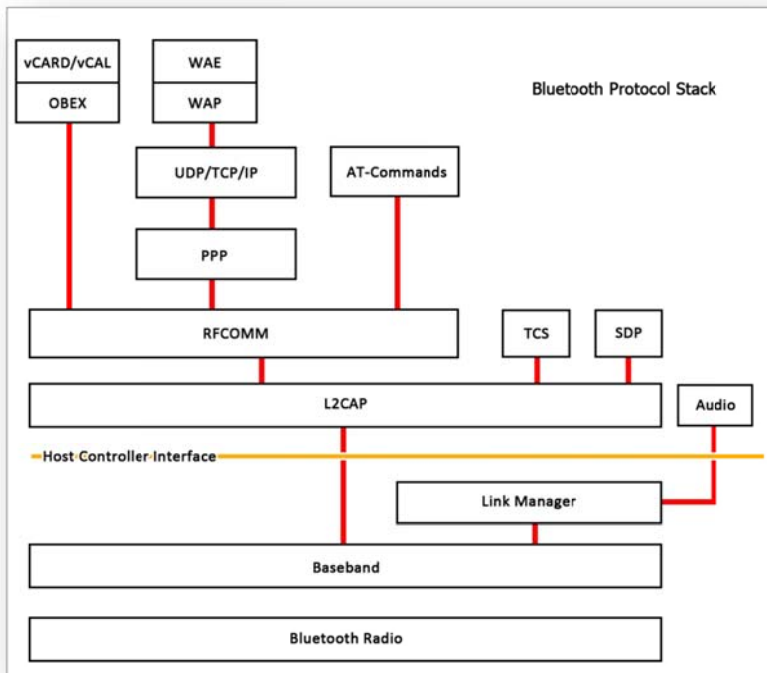 vCARD/vCAL
OBEX
WAE
WAP
Bluetooth Protocol Stack
UDP/TCP/IP
AT-Commands
PPP
RFCOMM
TCS
SDP
L2CAP
Audio
Host Controller Interface
Link Manager
Baseband
Bluetooth Radio